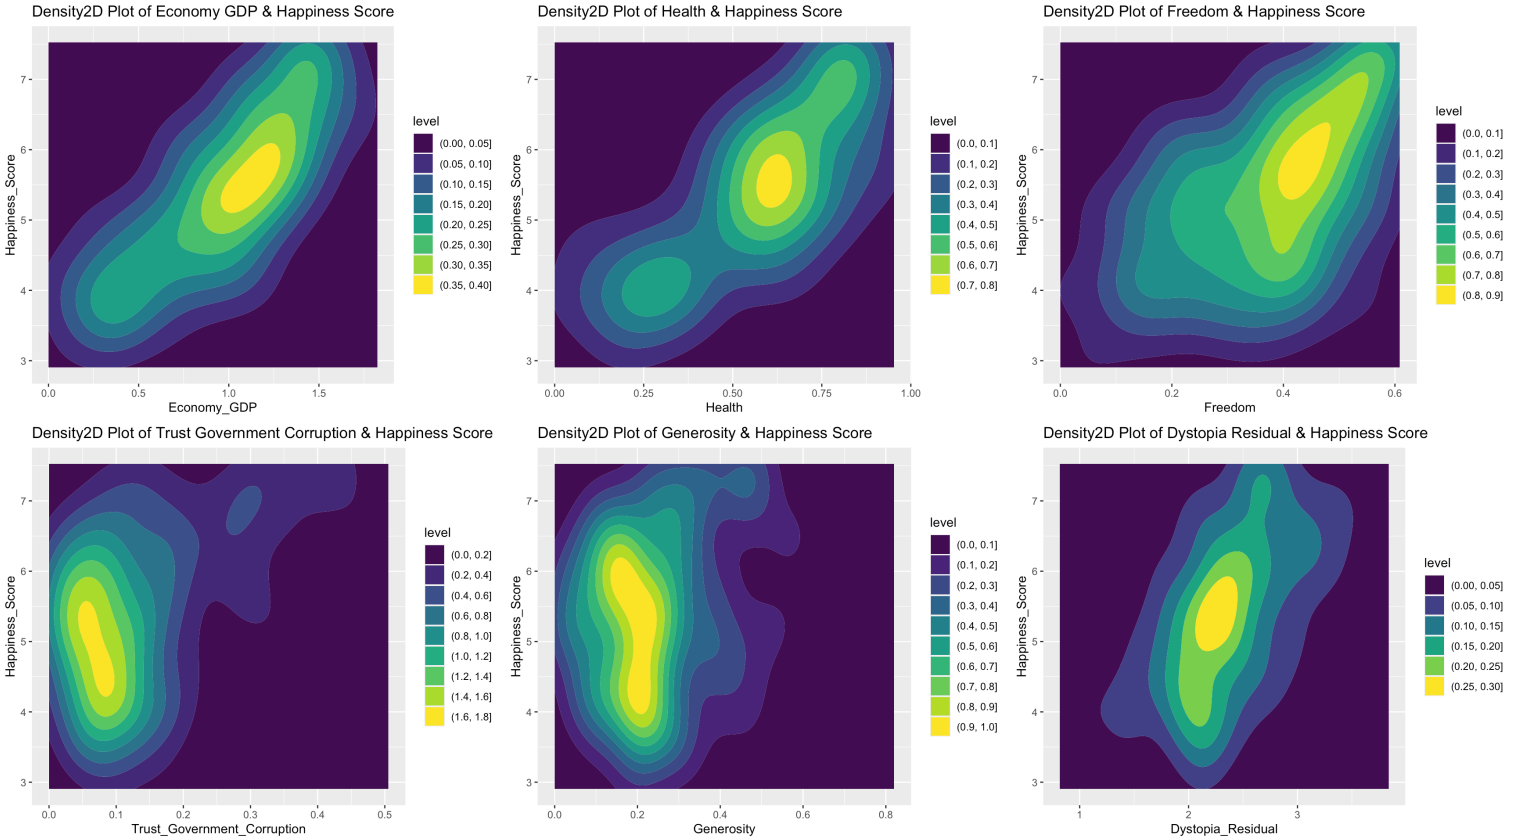 Density2D Plot of Economy GDP & Happiness Score
Happiness_Score
7
6
5
4
3
0.0 0.5 1.0 1.5
Economy_GDP
level
(0.00, 0.05]
(0.05, 0.10]
(0.10, 0.15]
(0.15, 0.20]
(0.20, 0.25]
(0.25, 0.30]
(0.30, 0.35]
(0.35, 0.40]
Density2D Plot of Health & Happiness Score
Happiness_Score
7
6
5
4
3
0.00 0.25 0.50 0.75 1.00
Health
level
(0.0, 0.1]
(0.1, 0.2]
(0.2, 0.3]
(0.3, 0.4]
(0.4, 0.5]
(0.5, 0.6]
(0.6, 0.7]
(0.7, 0.8]
Density2D Plot of Freedom & Happiness Score
Happiness_Score
7
6
5
4
3
0.0 0.2 0.4 0.6
Freedom
level
(0.0, 0.1]
(0.1, 0.2]
(0.2, 0.3]
(0.3, 0.4]
(0.4, 0.5]
(0.5, 0.6]
(0.6, 0.7]
(0.7, 0.8]
(0.8, 0.9]
Density2D Plot of Trust Government Corruption & Happiness Score
Happiness_Score
7
6
5
4
3
0.0 0.1 0.2 0.3 0.4 0.5
Trust_Government_Corruption
level
(0.0, 0.2]
(0.2, 0.4]
(0.4, 0.6]
(0.6, 0.8]
(0.8, 1.0]
(1.0, 1.2]
(1.2, 1.4]
(1.4, 1.6]
(1.6, 1.8]
Density2D Plot of Generosity & Happiness Score
Happiness_Score
7
6
5
4
3
0.0 0.2 0.4 0.6 0.8
Generosity
level
(0.0, 0.1]
(0.1, 0.2]
(0.2, 0.3]
(0.3, 0.4]
(0.4, 0.5]
(0.5, 0.6]
(0.6, 0.7]
(0.7, 0.8]
(0.8, 0.9]
(0.9, 1.0]
Density2D Plot of Dystopia Residual & Happiness Score
Happiness_Score
7
6
5
4
3
1 2 3
Dystopia_Residual
level
(0.00, 0.05]
(0.05, 0.10]
(0.10, 0.15]
(0.15, 0.20]
(0.20, 0.25]
(0.25, 0.30]